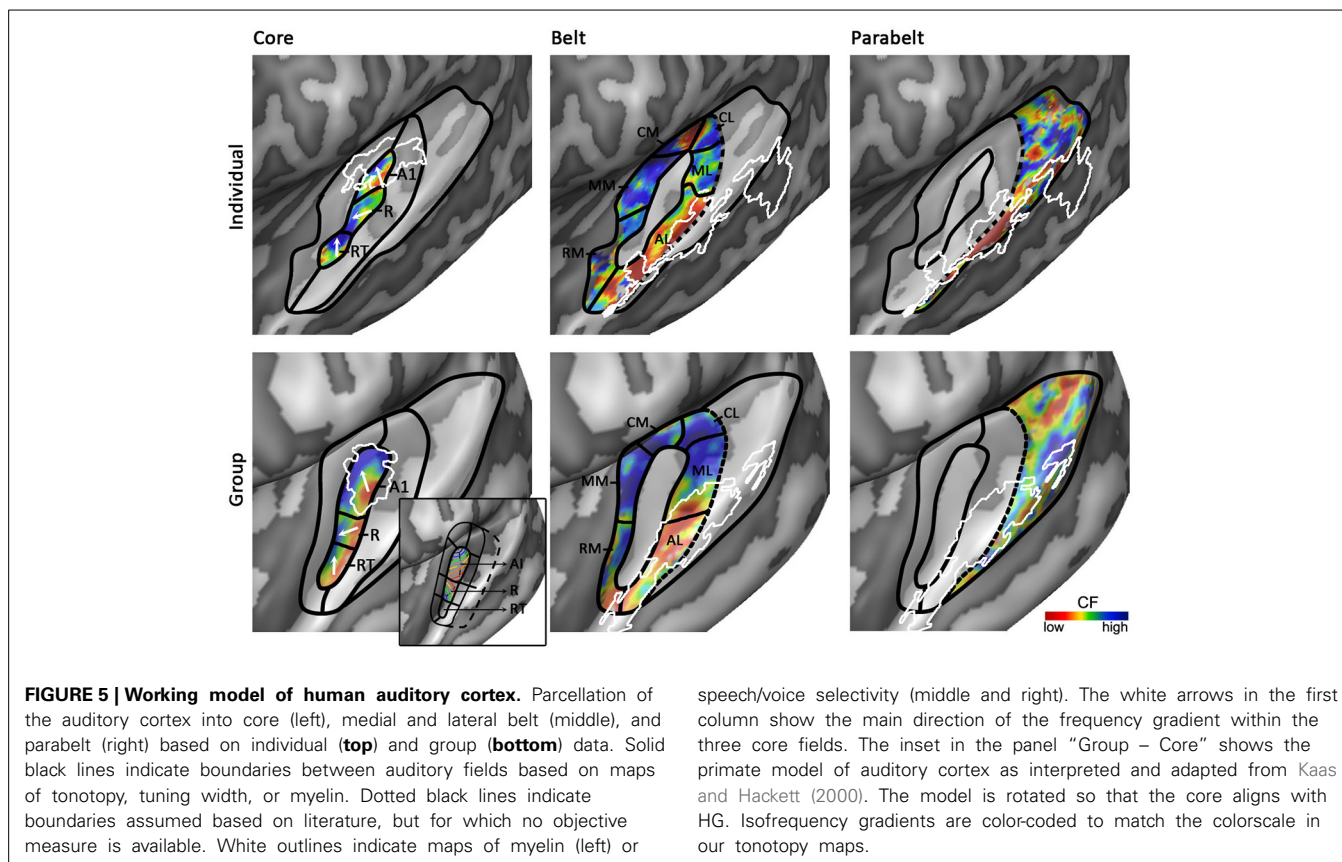 Core
Belt
Parabelt
Individual
A1
R
RT
CM
CL
MM
ML
RM
AL
Group
A1
R
RT
AI
R
RT
CM
CL
MM
ML
RM
AL
CF
low high
FIGURE 5 | Working model of human auditory cortex. Parcellation of
the auditory cortex into core (left), medial and lateral belt (middle), and
parabelt (right) based on individual (top) and group (bottom) data. Solid
black lines indicate boundaries between auditory fields based on maps
of tonotopy, tuning width, or myelin. Dotted black lines indicate
boundaries assumed based on literature, but for which no objective
measure is available. White outlines indicate maps of myelin (left) or
speech/voice selectivity (middle and right). The white arrows in the first
column show the main direction of the frequency gradient within the
three core fields. The inset in the panel “Group – Core” shows the
primate model of auditory cortex as interpreted and adapted from Kaas
and Hackett (2000). The model is rotated so that the core aligns with
HG. Isofrequency gradients are color-coded to match the colorscale in
our tonotopy maps.